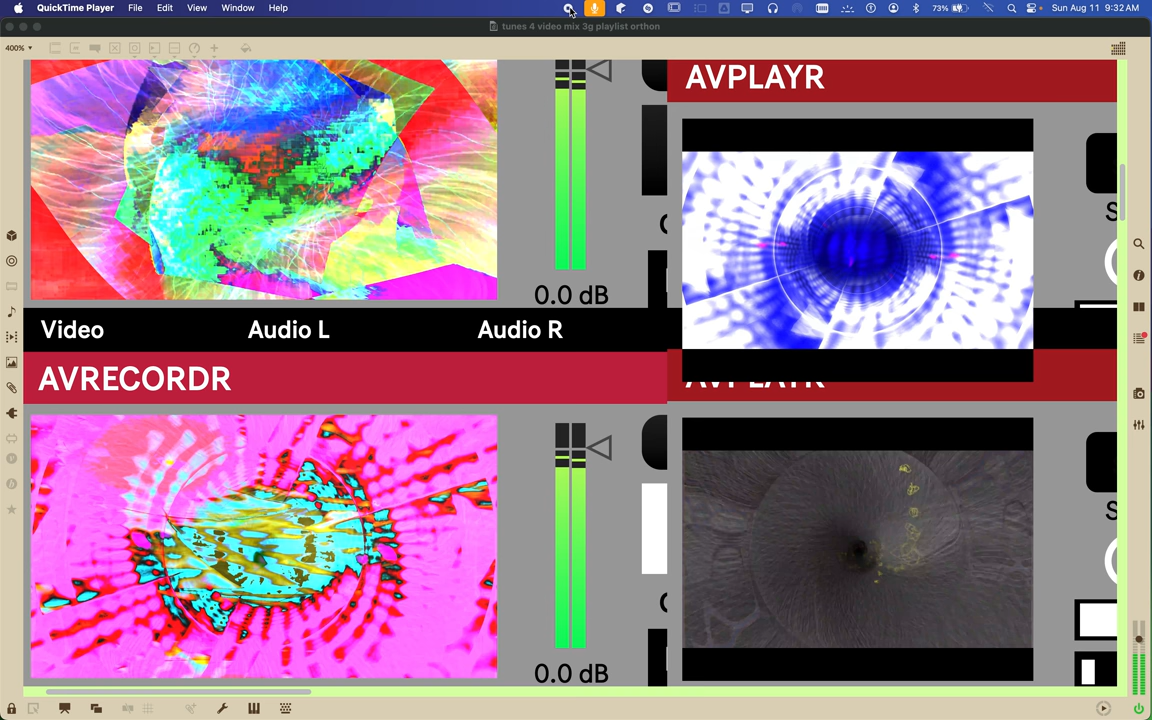 QuickTime Player File Edit View Window Help 73% Sun Aug 11 9:32 AM
tunes 4 video mix 3g playlist orthon
400%
AVPLAYR
0.0 dB
Video Audio L Audio R
AVRECORDR
AVPLAYR
0.0 dB